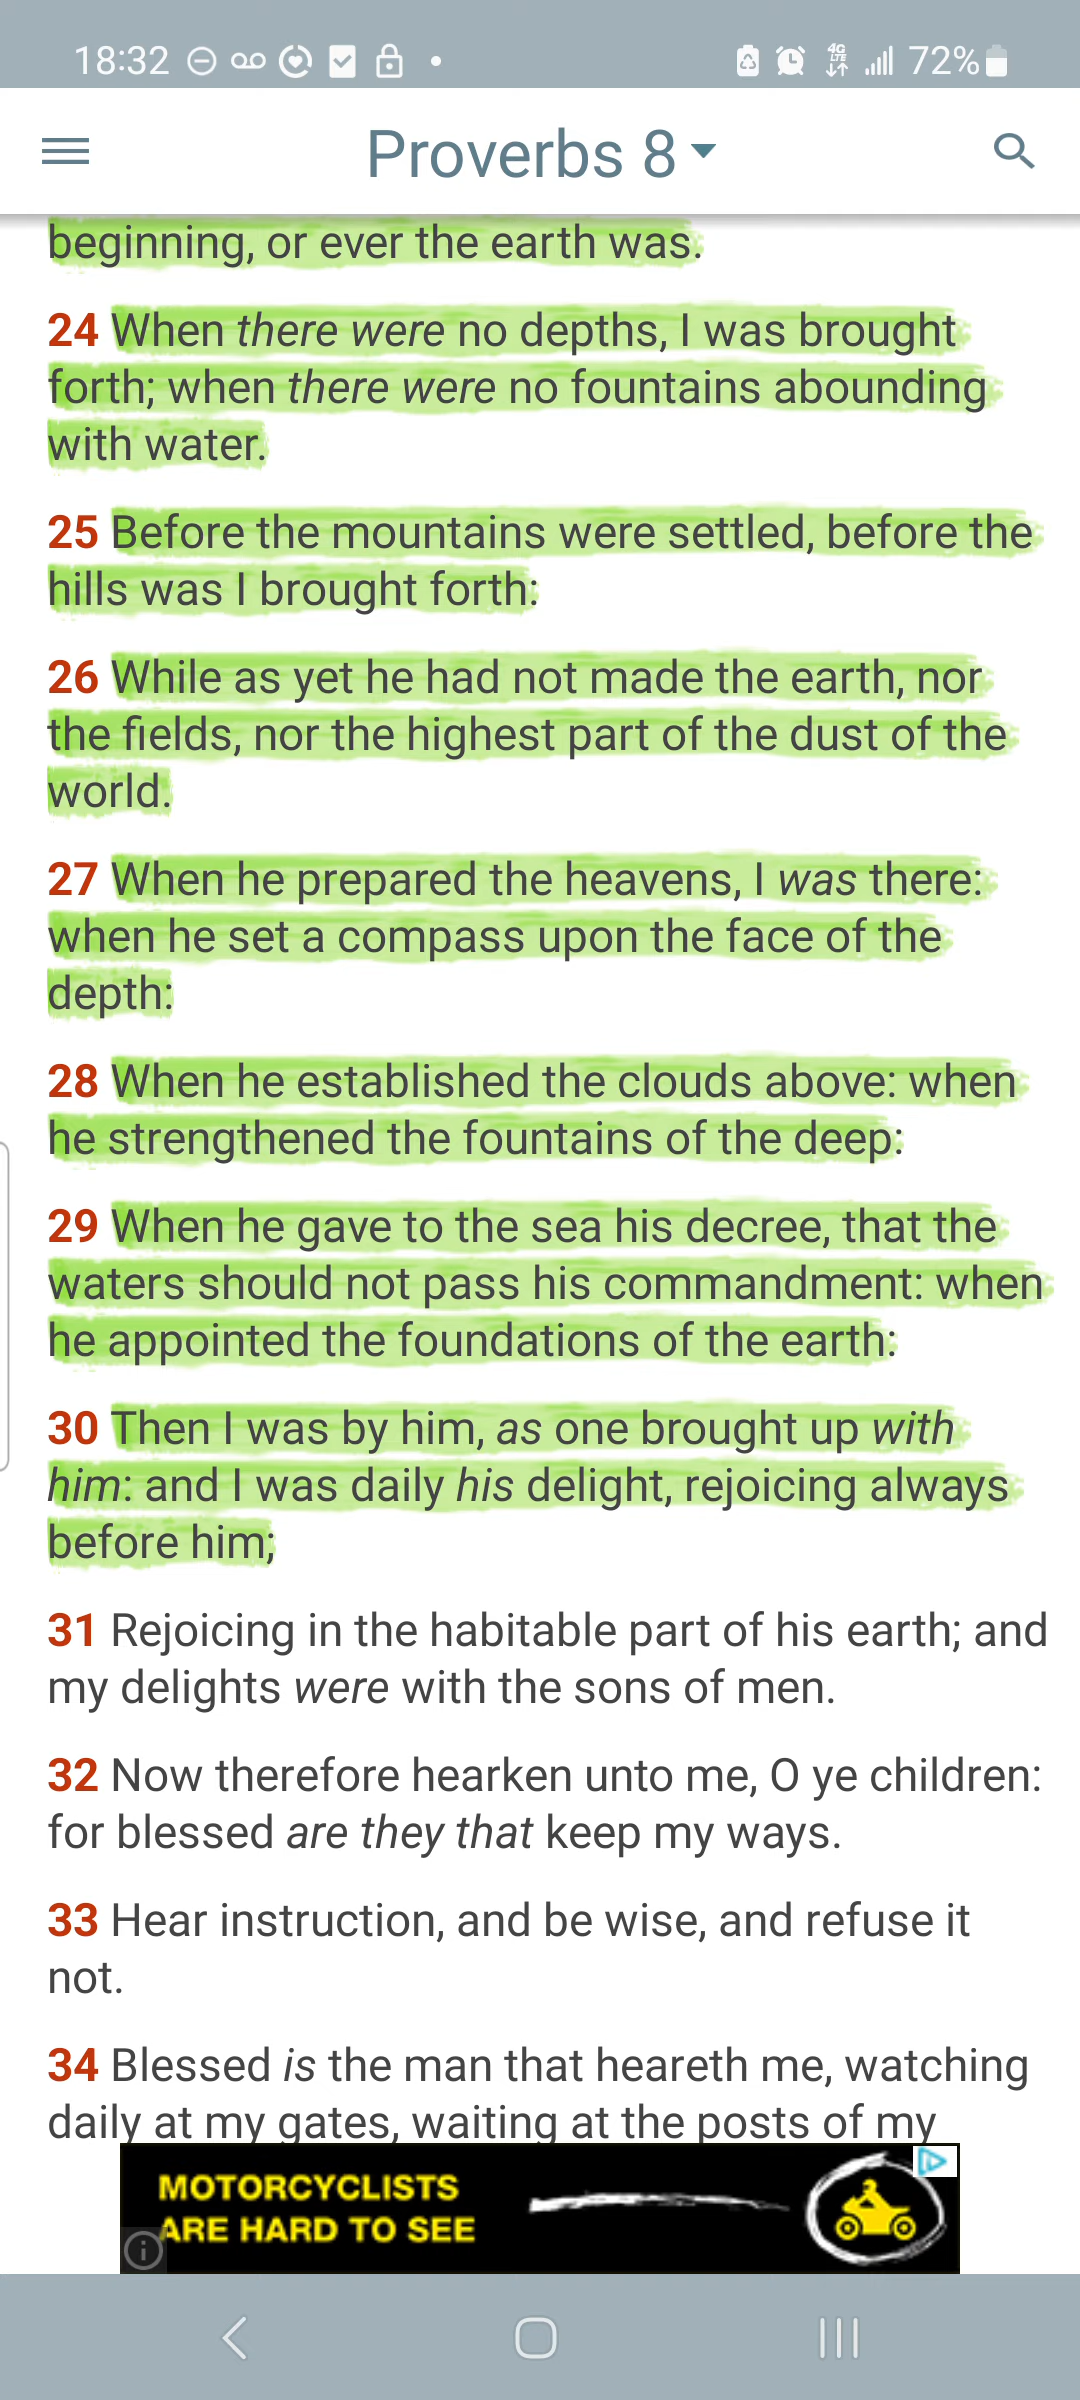 18:32
4G
LTE
72%
Proverbs 8
beginning, or ever the earth was.
24 When there were no depths, I was brought
forth; when there were no fountains abounding
with water.
25 Before the mountains were settled, before the
hills was I brought forth:
26 While as yet he had not made the earth, nor
the fields, nor the highest part of the dust of the
world.
27 When he prepared the heavens, I was there:
when he set a compass upon the face of the
depth:
28 When he established the clouds above: when
he strengthened the fountains of the deep:
29 When he gave to the sea his decree, that the
waters should not pass his commandment: when
he appointed the foundations of the earth:
30 Then I was by him, as one brought up with
him: and I was daily his delight, rejoicing always
before him;
31 Rejoicing in the habitable part of his earth; and
my delights were with the sons of men.
32 Now therefore hearken unto me, O ye children:
for blessed are they that keep my ways.
33 Hear instruction, and be wise, and refuse it
not.
34 Blessed is the man that heareth me, watching
daily at my gates, waiting at the posts of my
MOTORCYCLISTS
ARE HARD TO SEE